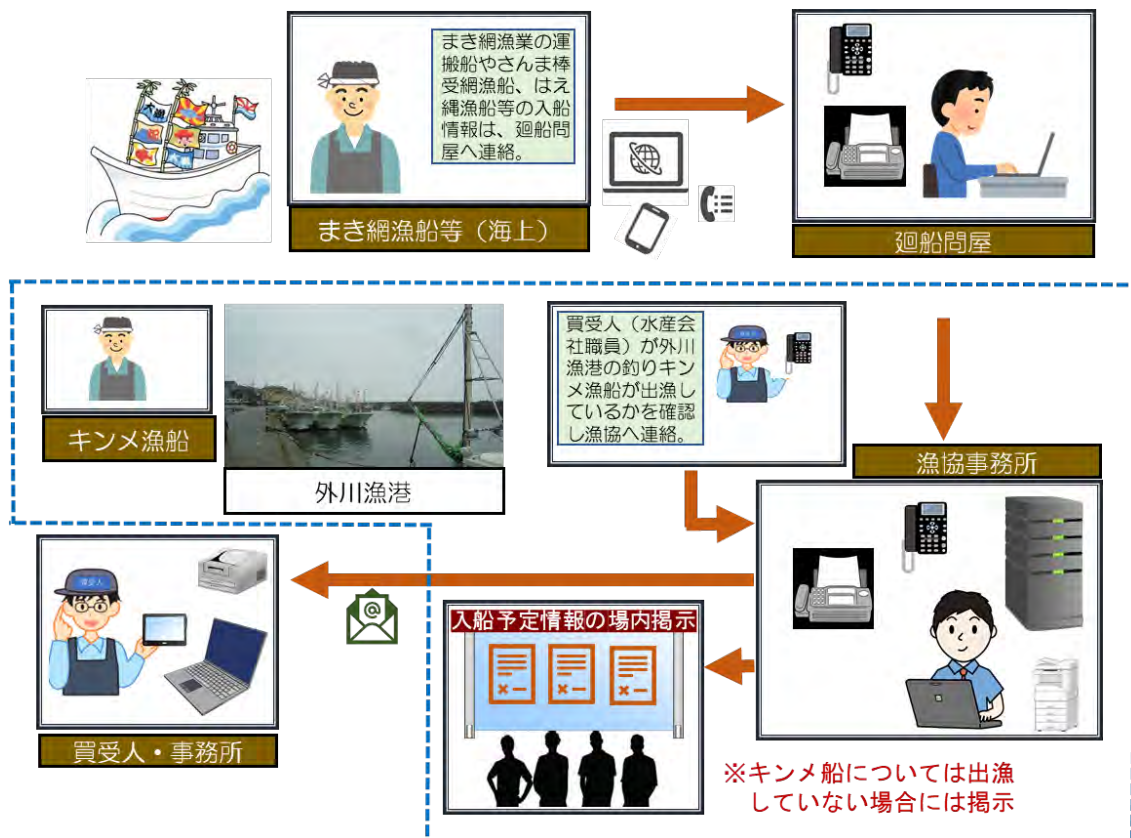 まき網漁業の運
搬船やさんま棒
受網漁船、はえ
縄漁船等の入船
情報は、廻船問
屋へ連絡。
まき網漁船等（海上）
廻船問屋
キンメ漁船
外川漁港
買受人（水産会
社職員）が外川
漁港の釣りキン
メ漁船が出漁し
ているかを確認
し漁協へ連絡。
漁協事務所
買受人
買受人・事務所
入船予定情報の場内掲示
※キンメ船については出漁
していない場合には掲示